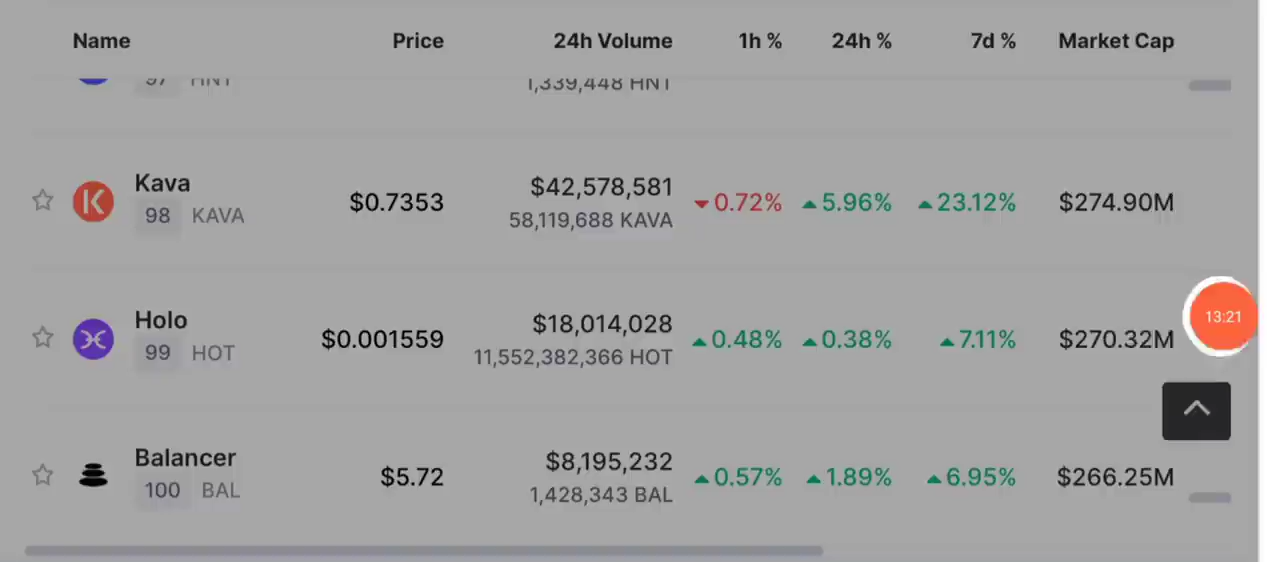 Name Price 24h Volume 1h % 24h % 7d % Market Cap
97 HNT 1,339,448 HNT
Kava $0.7353 $42,578,581 0.72% 5.96% 23.12% $274.90M
98 KAVA 58,119,688 KAVA
13:21
Holo $0.001559 $18,014,028 0.48% 0.38% 7.11% $270.32M
99 HOT 11,552,382,366 HOT
Balancer $5.72 $8,195,232 0.57% 1.89% 6.95% $266.25M
100 BAL 1,428,343 BAL